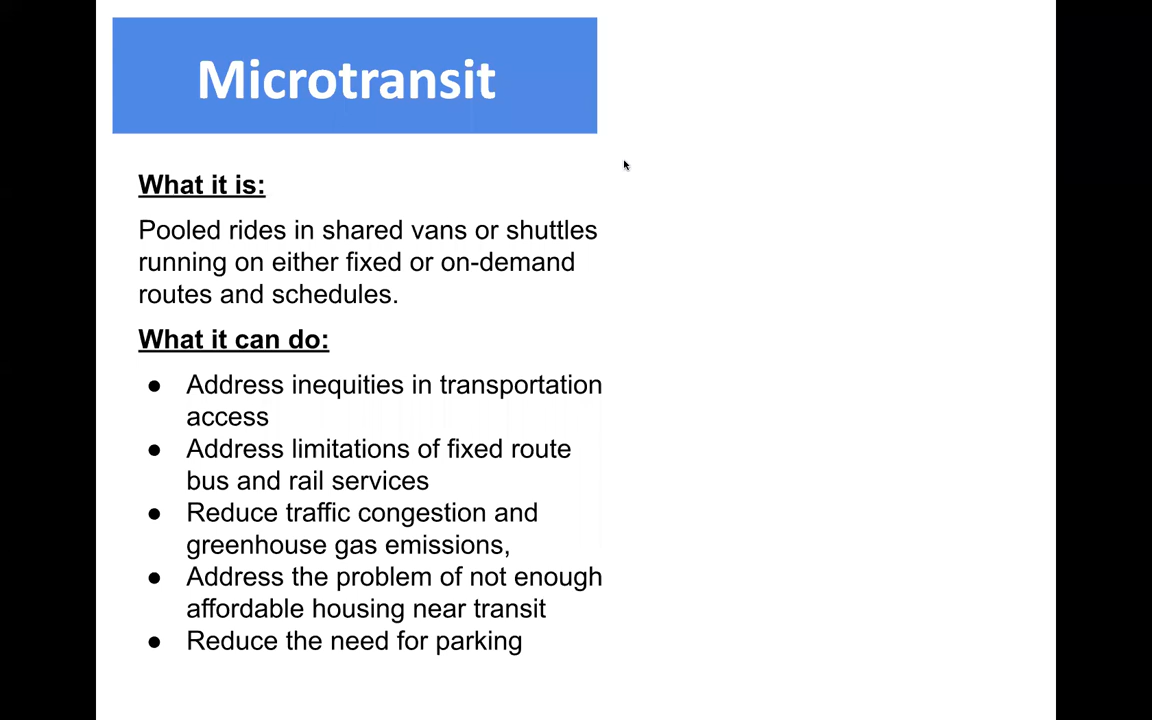 Microtransit
What it is:
Pooled rides in shared vans or shuttles
running on either fixed or on-demand
routes and schedules.
What it can do:
● Address inequities in transportation
access
● Address limitations of fixed route
bus and rail services
● Reduce traffic congestion and
greenhouse gas emissions,
● Address the problem of not enough
affordable housing near transit
● Reduce the need for parking